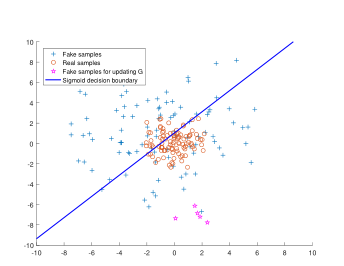 10
8
6
4
2
0
-2
-4
-6
-8
-10
Fake samples
Real samples
Fake samples for updating G
Sigmoid decision boundary
-10 -8 -6 -4 -2 0 2 4 6 8 10